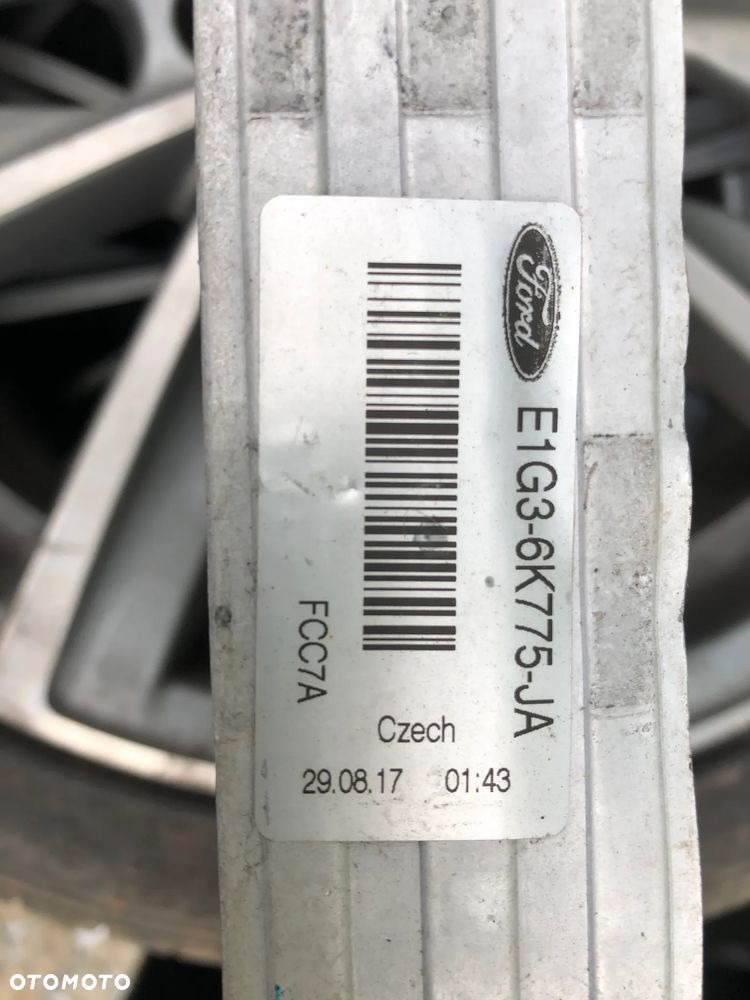 Ford
E1G3-6K775-JA
FCC7A
Czech
29.08.17 01:43
OTOMOTO